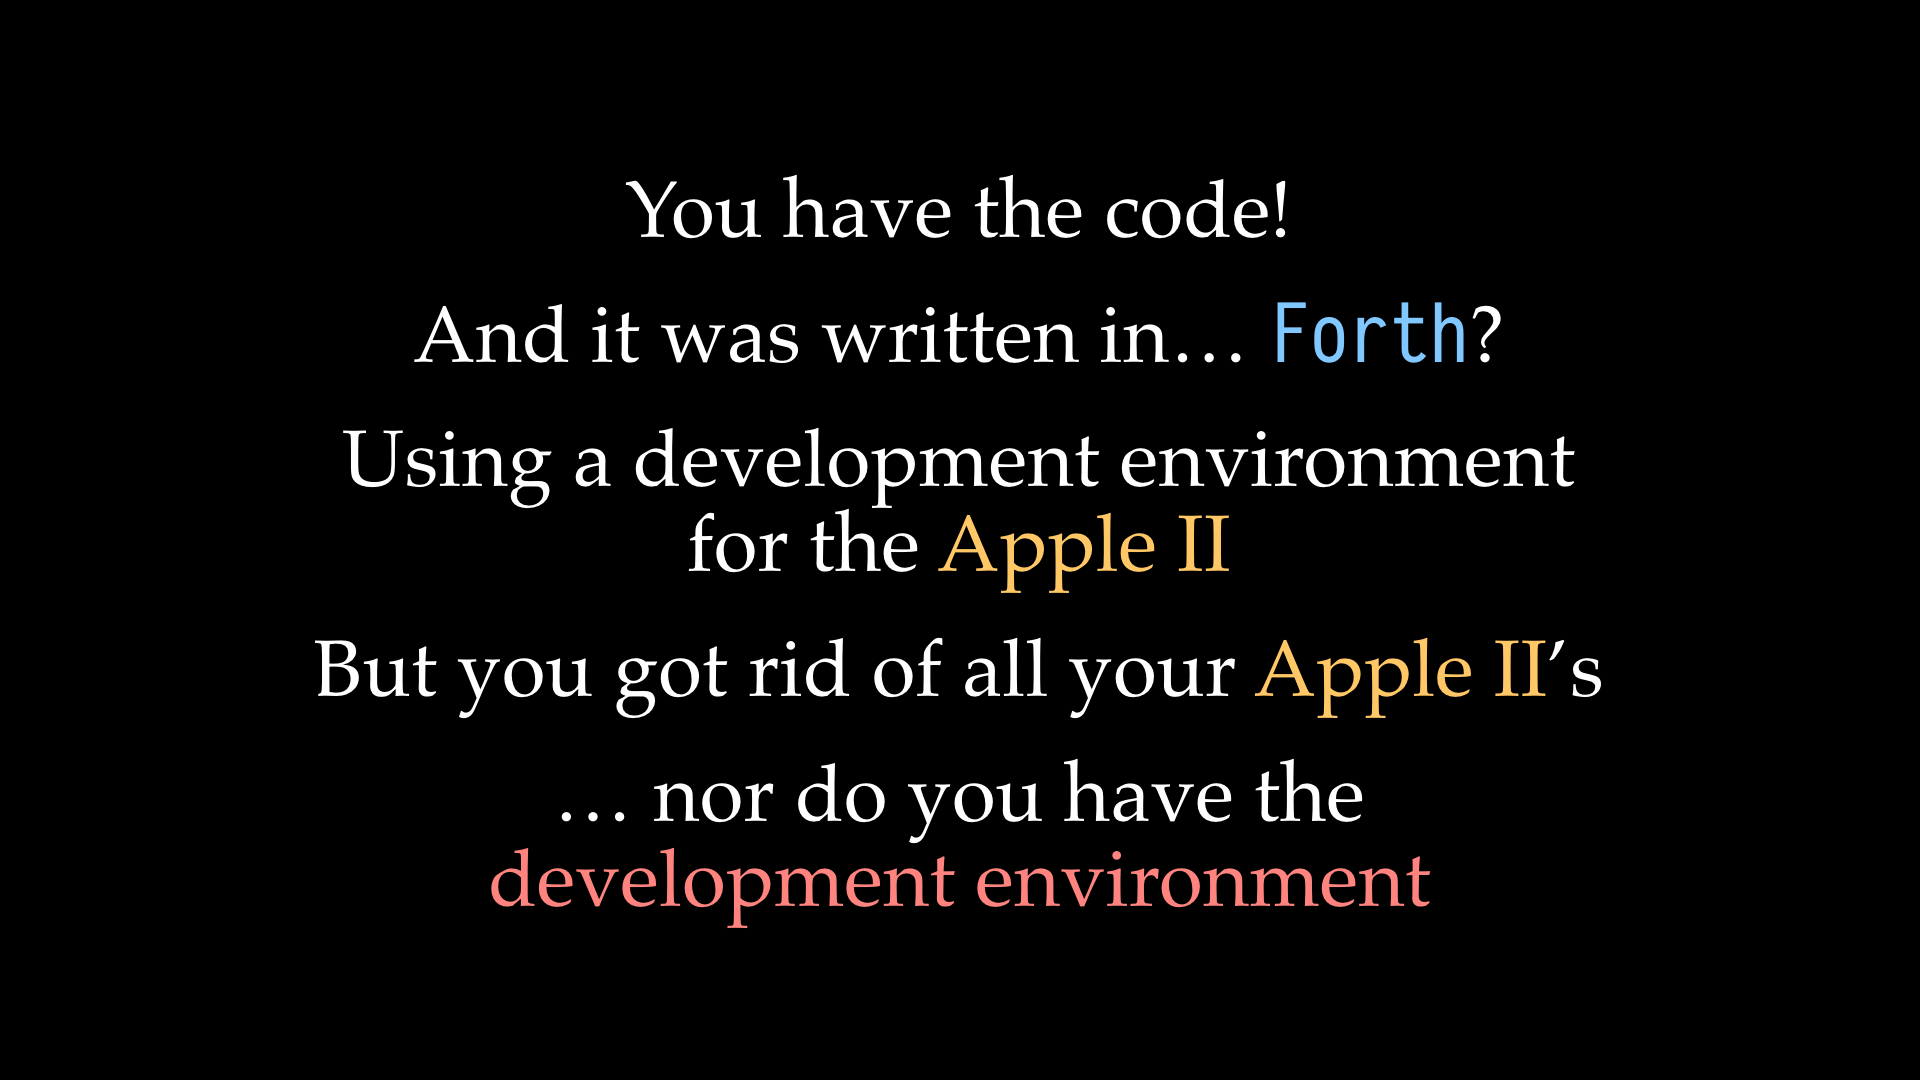 You have the code!
And it was written in… Forth?
Using a development environment
for the Apple II
But you got rid of all your Apple II’s
… nor do you have the
development environment